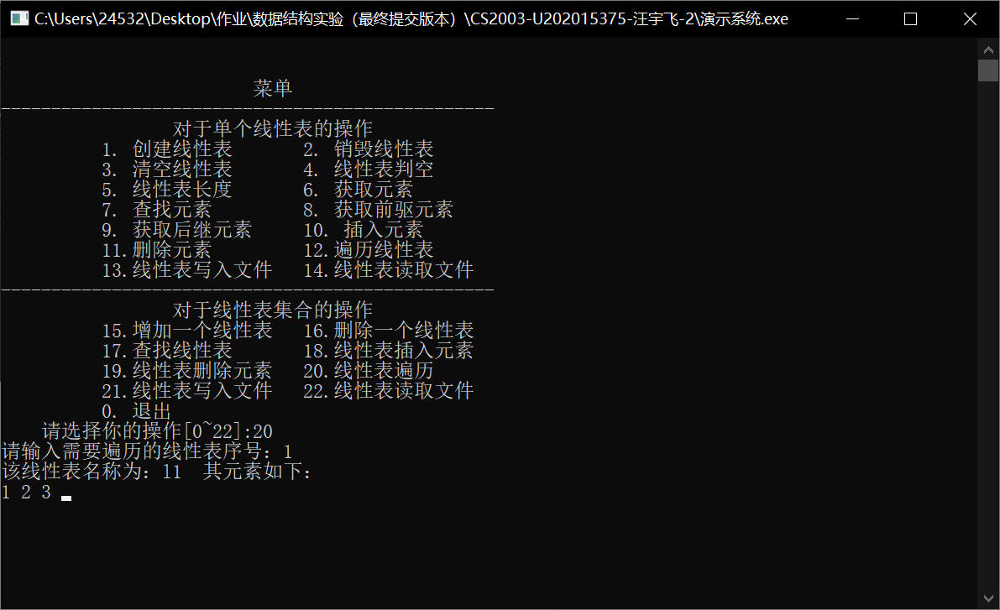 C:\Users\24532\Desktop\作业\数据结构实验（最终提交版本）\CS2003-U202015375-汪宇飞-2\演示系统.exe
菜单
-------------------------------------------------
对于单个线性表的操作
1. 创建线性表 2. 销毁线性表
3. 清空线性表 4. 线性表判空
5. 线性表长度 6. 获取元素
7. 查找元素 8. 获取前驱元素
9. 获取后继元素 10. 插入元素
11.删除元素 12.遍历线性表
13.线性表写入文件 14.线性表读取文件
-------------------------------------------------
对于线性表集合的操作
15.增加一个线性表 16.删除一个线性表
17.查找线性表 18.线性表插入元素
19.线性表删除元素 20.线性表遍历
21.线性表写入文件 22.线性表读取文件
0. 退出
请选择你的操作[0~22]:20
请输入需要遍历的线性表序号：1
该线性表名称为：l1 其元素如下：
1 2 3